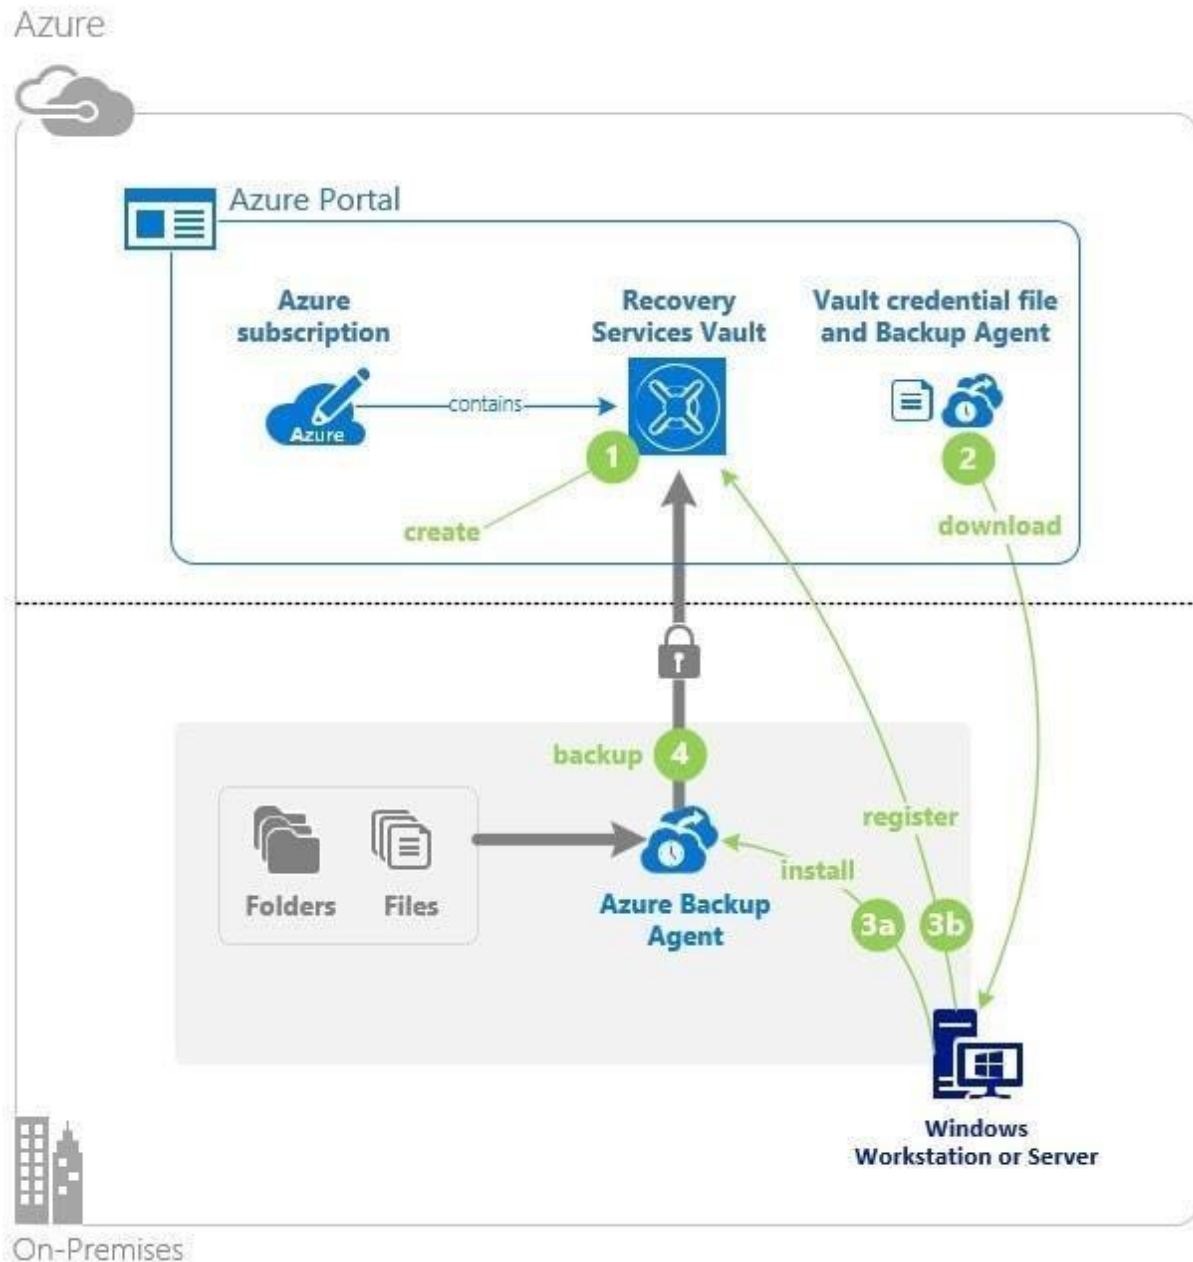 Azure
Azure Portal
Azure
subscription
Recovery
Services Vault
Vault credential file
and Backup Agent
contains
Azure
1
2
create
download
backup
4
register
install
Folders
Files
Azure Backup
Agent
3a
3b
Windows
Workstation or Server
On-Premises